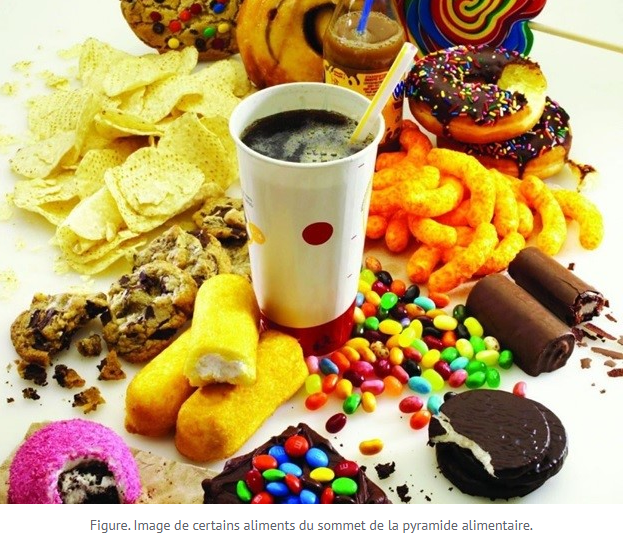 Figure. Image de certains aliments du sommet de la pyramide alimentaire.